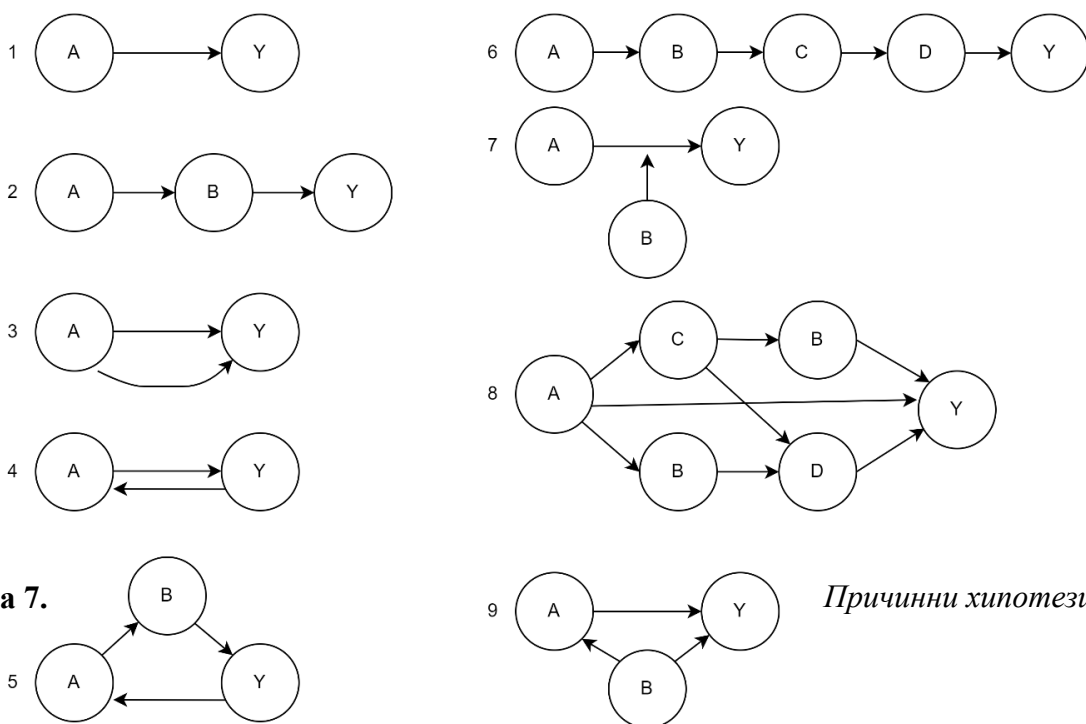 1 A Y
2 A B Y
3 A Y
4 A Y
а 7.
B
5 A Y
6 A B C D Y
7 A Y
B
C B
8 A Y
B D
9 A Y
B
Причинни хипотези